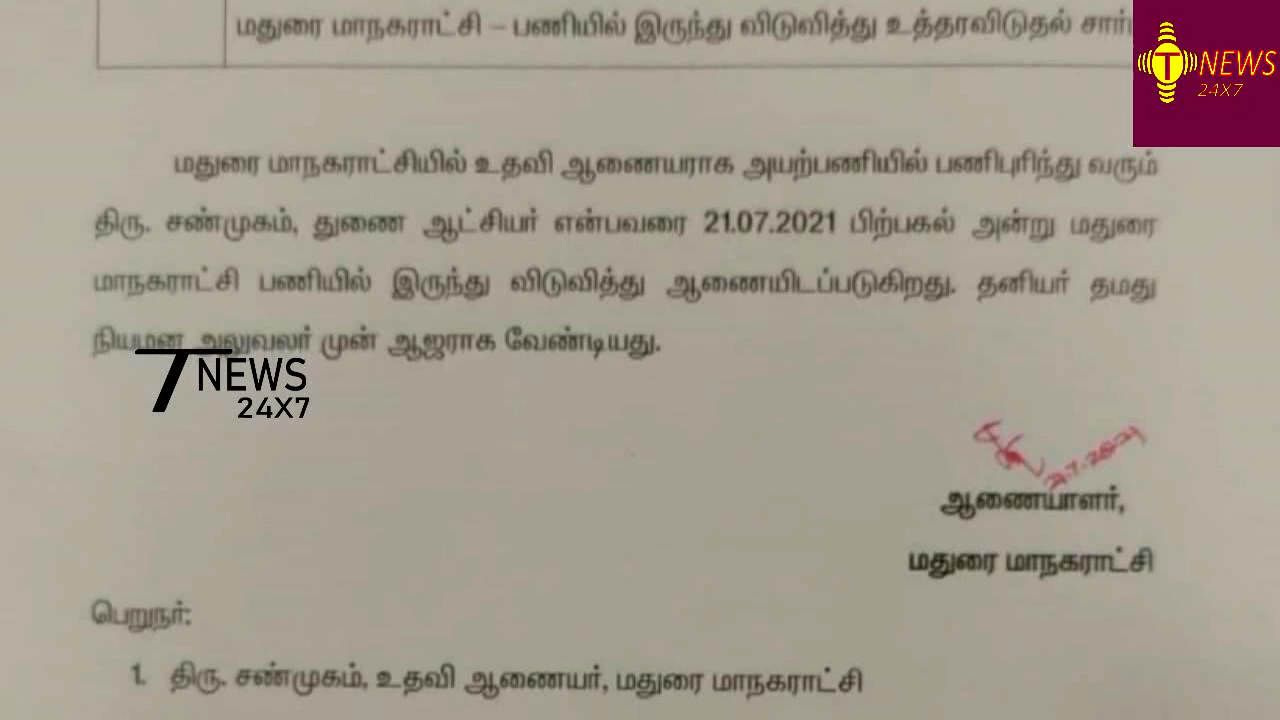 மதுரை மாநகராட்சி – பணியில் இருந்து விடுவித்து உத்தரவிடுதல்
T NEWS
24X7
மதுரை மாநகராட்சியில் உதவி ஆணையராக அயற்பணியில் பணிபுரிந்து வரும்
திரு. சண்முகம், துணை ஆட்சியர் என்பவரை 21.07.2021 பிற்பகல் அன்று மதுரை
மாநகராட்சி பணியில் இருந்து விடுவித்து ஆணையிடப்படுகிறது. தனியர் தமது
நியமன அலுவலர் முன் ஆஜராக வேண்டியது.
T NEWS
24X7
ஆணையாளர்,
மதுரை மாநகராட்சி
பெறுநர்:
1. திரு. சண்முகம், உதவி ஆணையர், மதுரை மாநகராட்சி